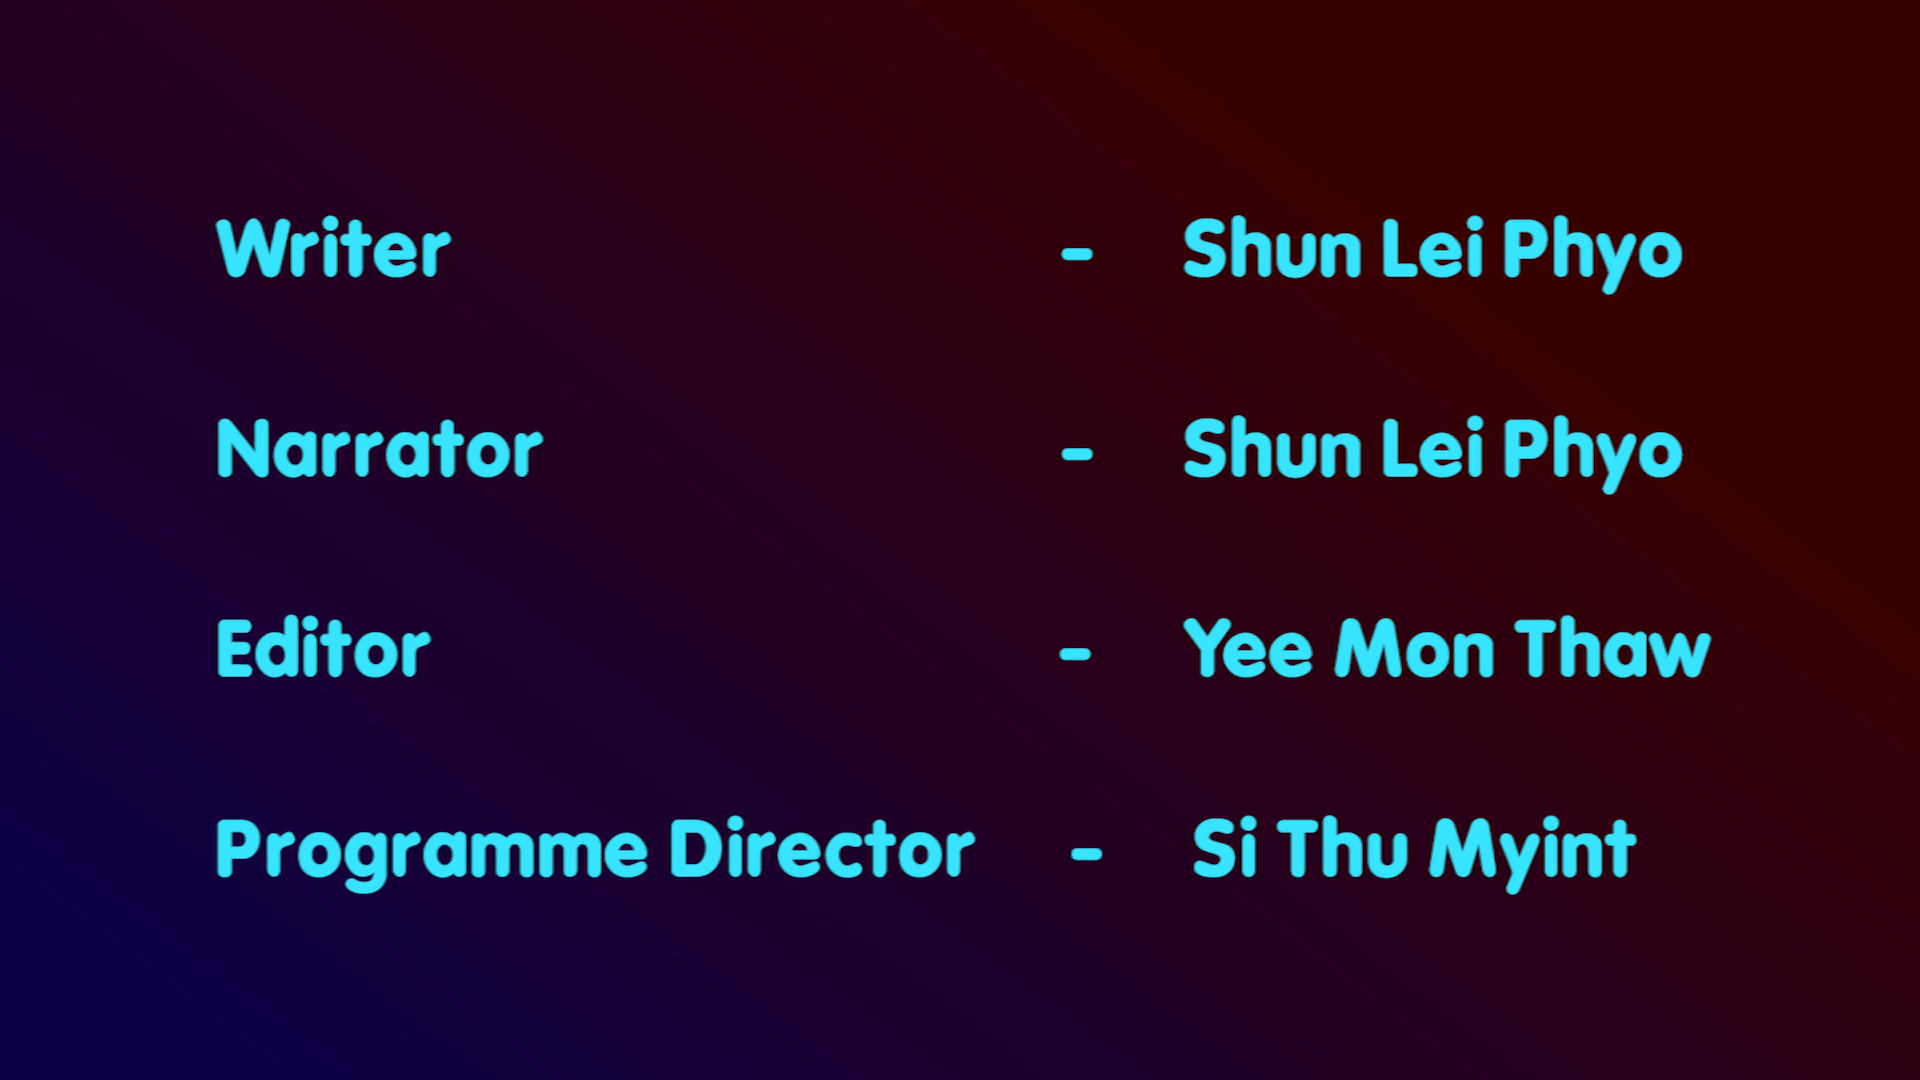 Writer - Shun Lei Phyo
Narrator - Shun Lei Phyo
Editor - Yee Mon Thaw
Programme Director - Si Thu Myint